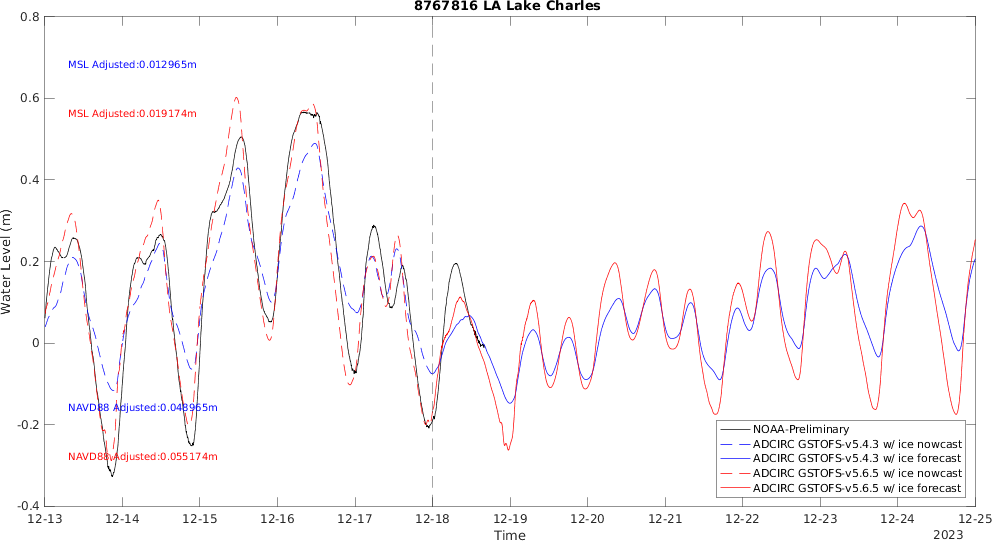 8767816 LA Lake Charles
0.8
MSL Adjusted:0.012965m
0.6
MSL Adjusted:0.019174m
0.4
0.2
Water Level (m)
0
NAVD88 Adjusted:0.048965m
-0.2
NAVD88 Adjusted:0.055174m
-0.4
NOAA-Preliminary
ADCIRC GSTOFS-v5.4.3 w/ ice nowcast
ADCIRC GSTOFS-v5.4.3 w/ ice forecast
ADCIRC GSTOFS-v5.6.5 w/ ice nowcast
ADCIRC GSTOFS-v5.6.5 w/ ice forecast
12-13 12-14 12-15 12-16 12-17 12-18 12-19 12-20 12-21 12-22 12-23 12-24 12-25
Time
2023